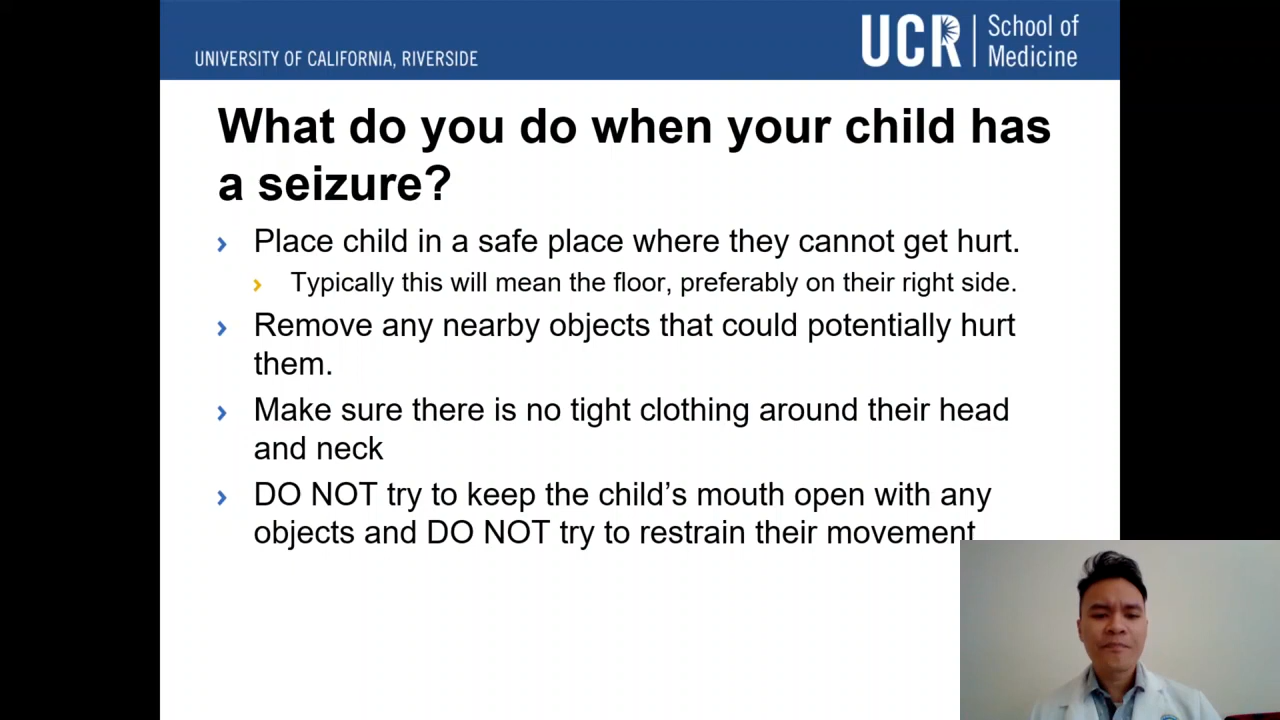 UNIVERSITY OF CALIFORNIA, RIVERSIDE
UCR School of
Medicine
What do you do when your child has
a seizure?
Place child in a safe place where they cannot get hurt.
Typically this will mean the floor, preferably on their right side.
Remove any nearby objects that could potentially hurt
them.
Make sure there is no tight clothing around their head
and neck
DO NOT try to keep the child’s mouth open with any
objects and DO NOT try to restrain their movement